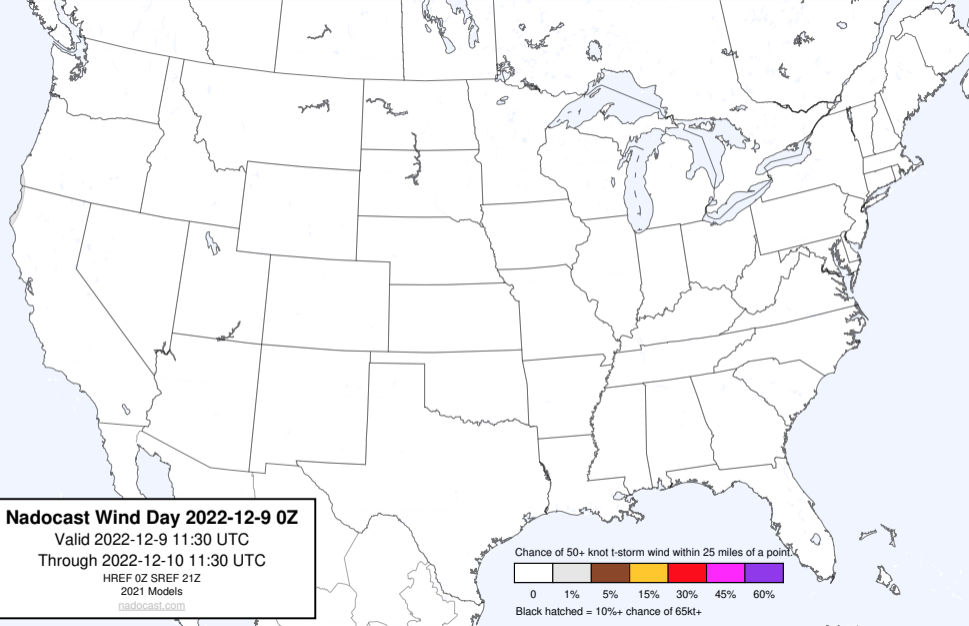 Nadocast Wind Day 2022-12-9 0Z
Valid 2022-12-9 11:30 UTC
Through 2022-12-10 11:30 UTC
HREF 0Z SREF 21Z
2021 Models
nadocast.com
Chance of 50+ knot t-storm wind within 25 miles of a point.
0 1% 5% 15% 30% 45% 60%
Black hatched = 10%+ chance of 65kt+